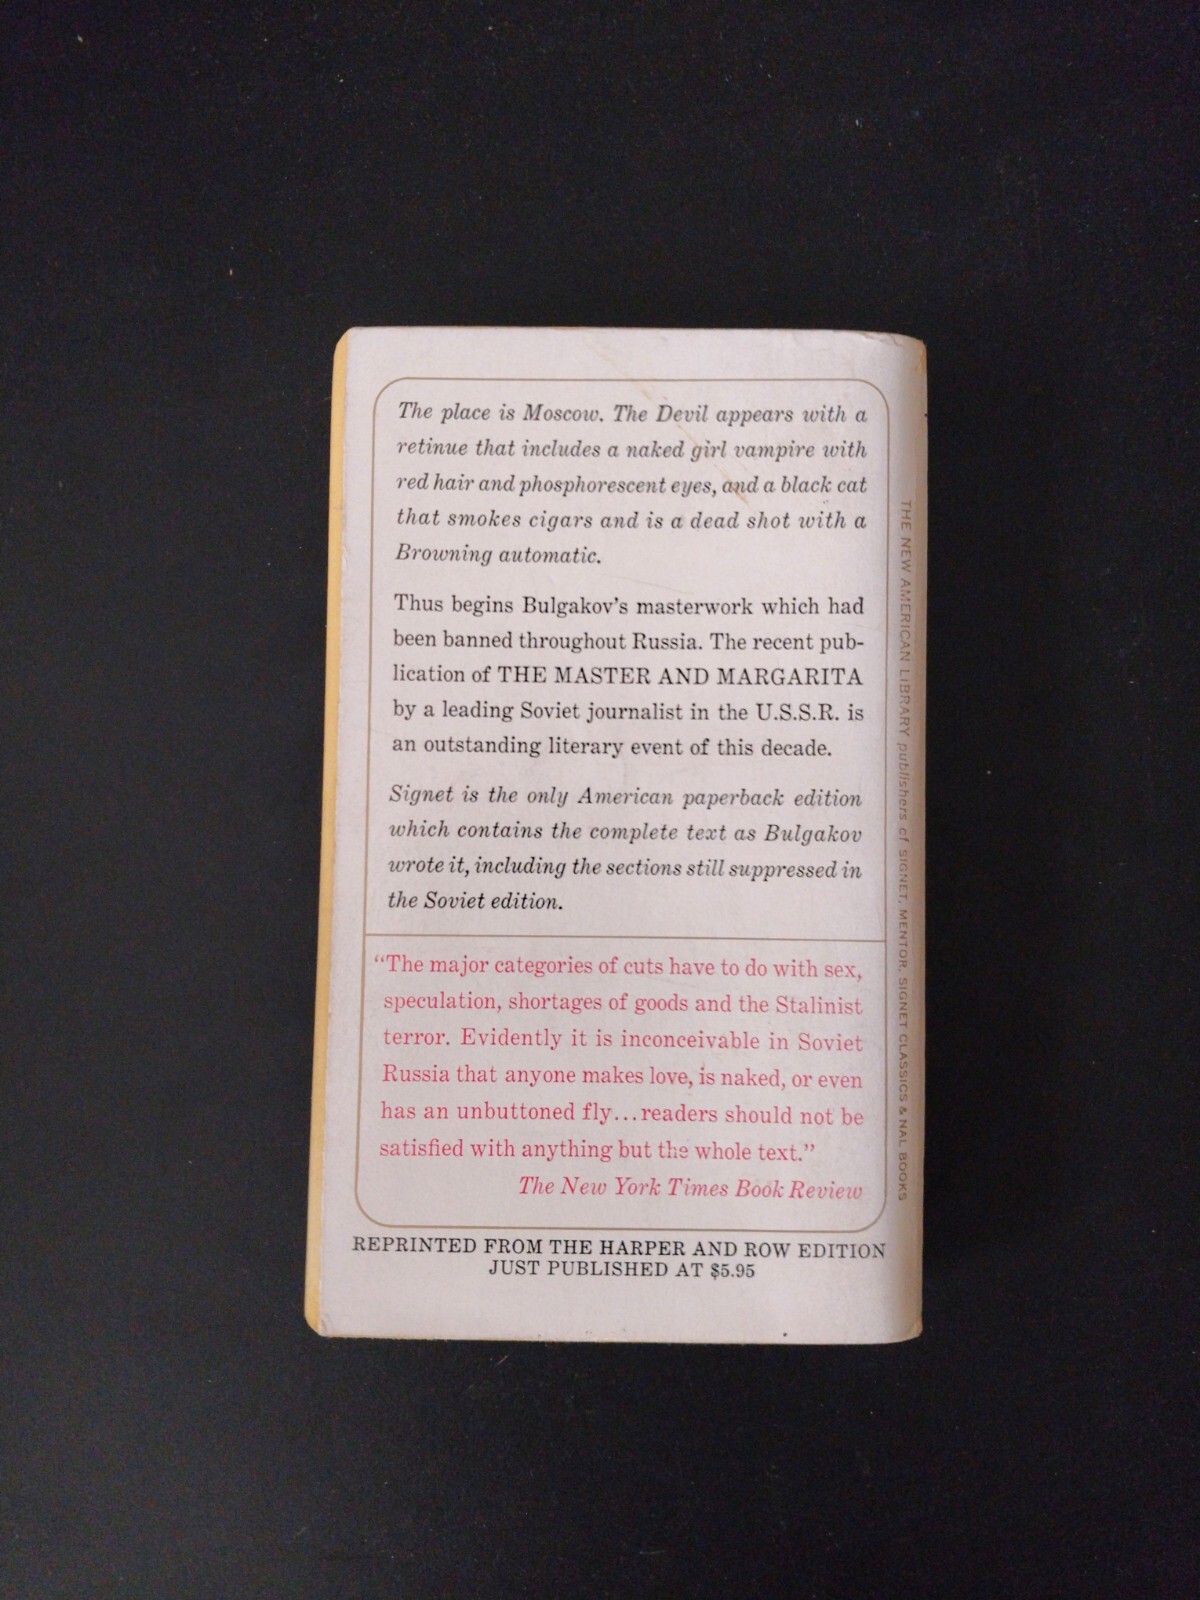 The place is Moscow. The Devil appears with a
retinue that includes a naked girl vampire with
red hair and phosphorescent eyes, and a black cat
that smokes cigars and is a dead shot with a
Browning automatic.
Thus begins Bulgakov's masterwork which had
been banned throughout Russia. The recent pub-
lication of THE MASTER AND MARGARITA
by a leading Soviet journalist in the U.S.S.R. is
an outstanding literary event of this decade.
Signet is the only American paperback edition
which contains the complete text as Bulgakov
wrote it, including the sections still suppressed in
the Soviet edition.
“The major categories of cuts have to do with sex,
speculation, shortages of goods and the Stalinist
terror. Evidently it is inconceivable in Soviet
Russia that anyone makes love, is naked, or even
has an unbuttoned fly...readers should not be
satisfied with anything but the whole text.”
The New York Times Book Review
REPRINTED FROM THE HARPER AND ROW EDITION
JUST PUBLISHED AT $5.95
THE NEW AMERICAN LIBRARY publishers of SIGNET, MENTOR, SIGNET CLASSICS & NAL BOOKS